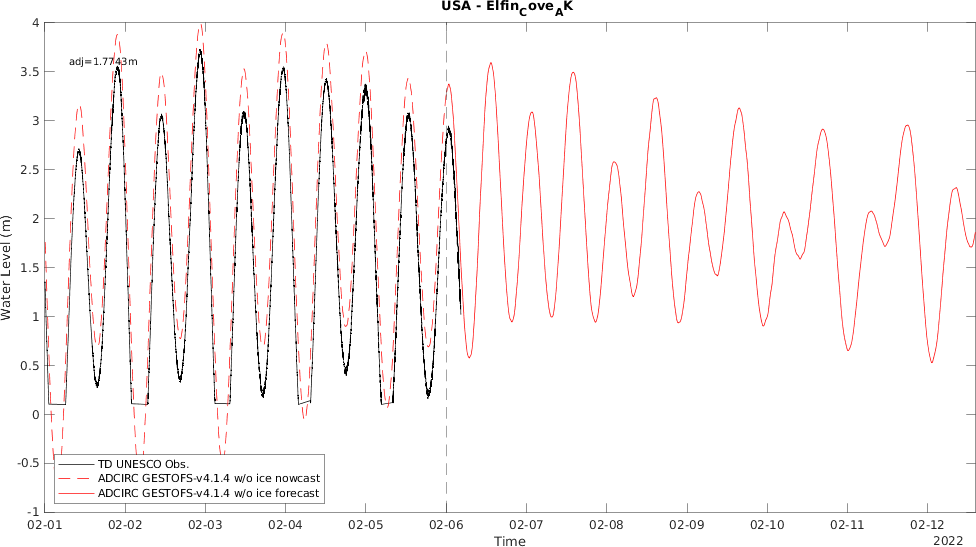 USA - ElfinCoveAK
adj=1.7743m
4
3.5
3
2.5
2
1.5
1
0.5
0
-0.5
-1
Water Level (m)
TD UNESCO Obs.
ADCIRC GESTOFS-v4.1.4 w/o ice nowcast
ADCIRC GESTOFS-v4.1.4 w/o ice forecast
02-01 02-02 02-03 02-04 02-05 02-06 02-07 02-08 02-09 02-10 02-11 02-12
Time
2022